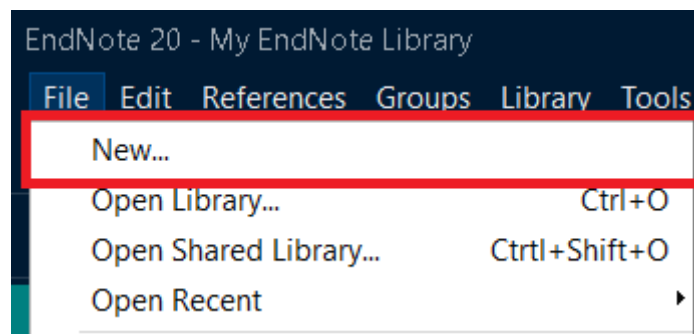 EndNote 20 - My EndNote Library
File Edit References Groups Library Tools
New...
Open Library... Ctrl+O
Open Shared Library... Ctrtl+Shift+O
Open Recent